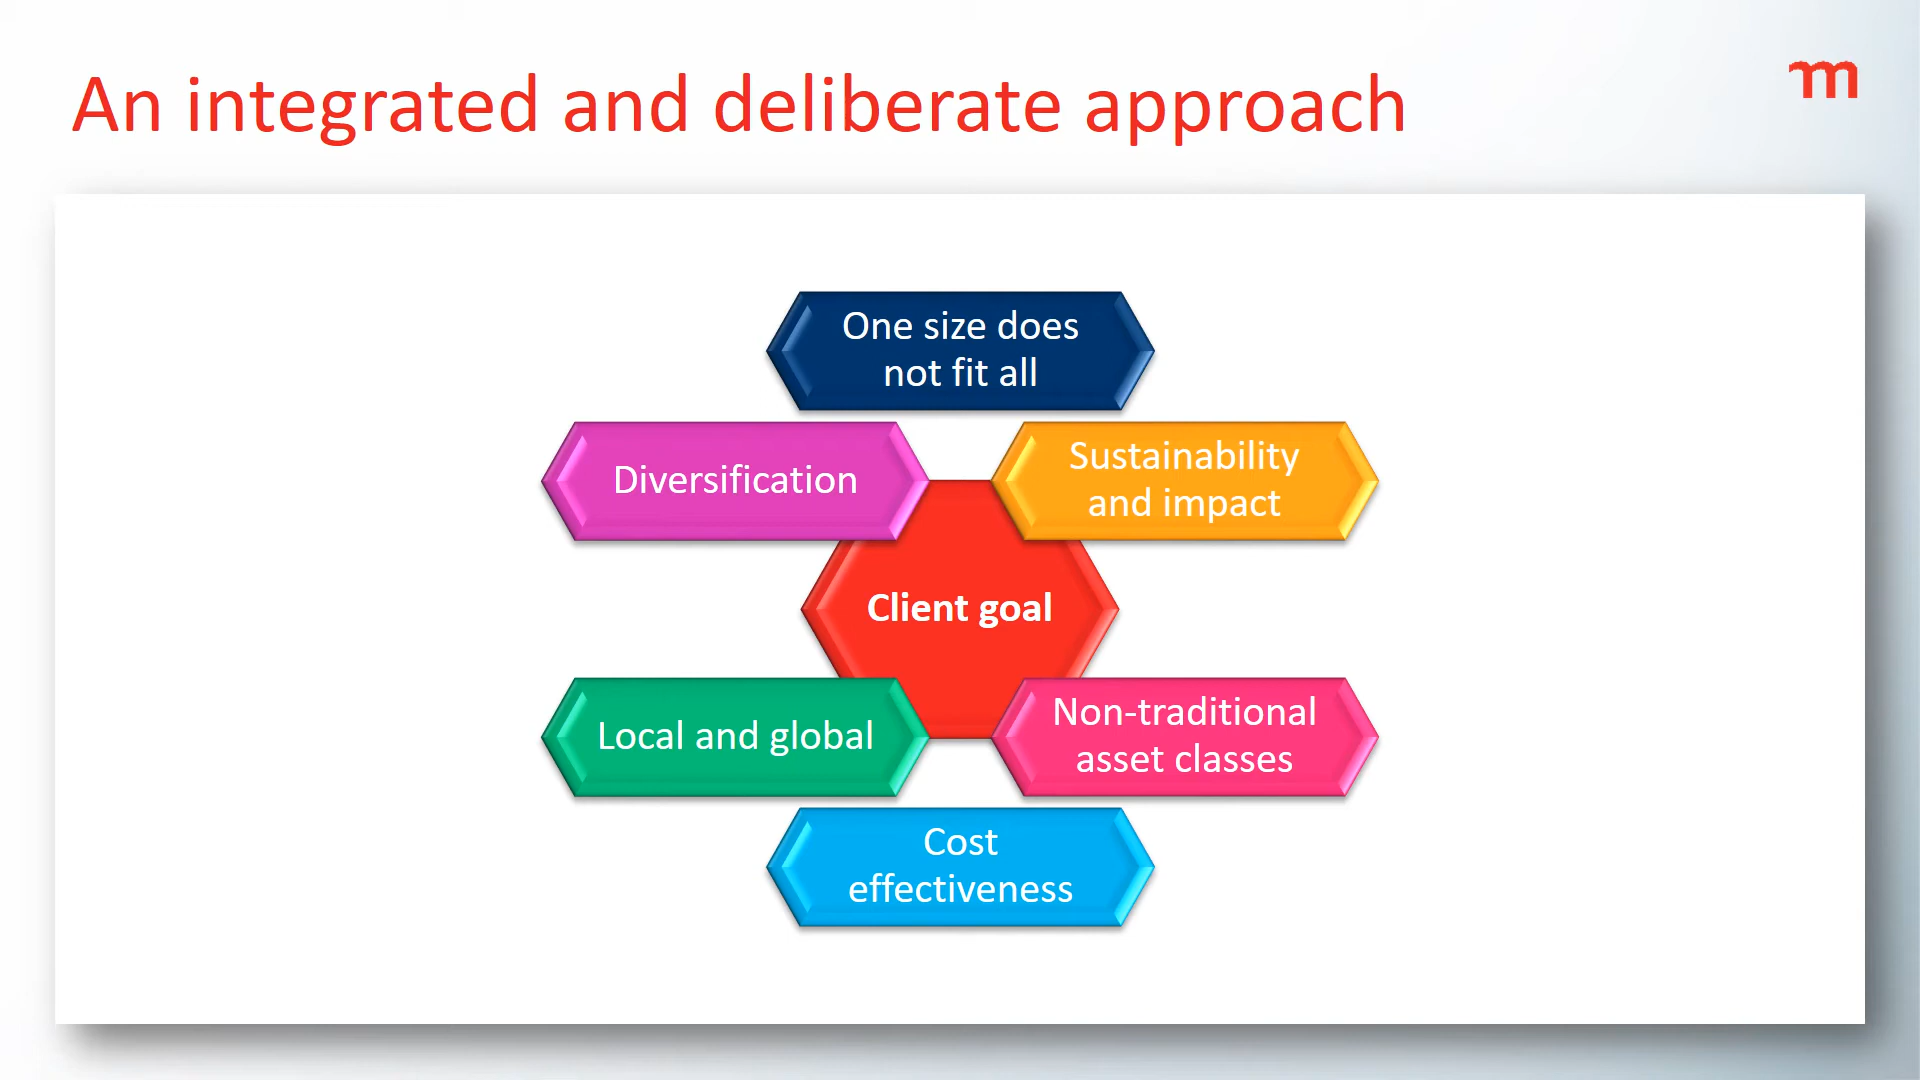 An integrated and deliberate approach
m
One size does
not fit all
Diversification
Sustainability
and impact
Client goal
Local and global
Non-traditional
asset classes
Cost
effectiveness